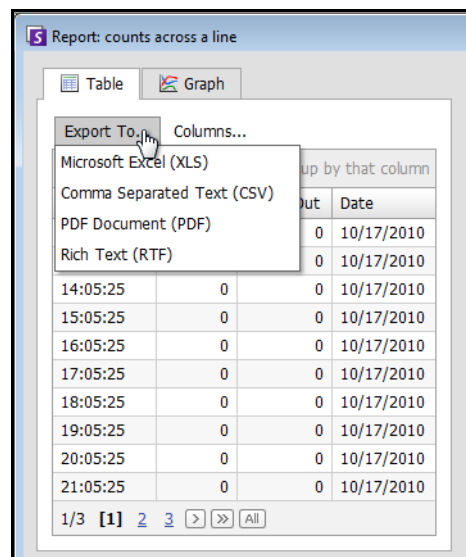 S Report: counts across a line
Table Graph
Export To... Columns...
Microsoft Excel (XLS)
up by that column
Comma Separated Text (CSV)
Out Date
PDF Document (PDF)
0 10/17/2010
Rich Text (RTF)
0 10/17/2010
14:05:25 0 0 10/17/2010
15:05:25 0 0 10/17/2010
16:05:25 0 0 10/17/2010
17:05:25 0 0 10/17/2010
18:05:25 0 0 10/17/2010
19:05:25 0 0 10/17/2010
20:05:25 0 0 10/17/2010
21:05:25 0 0 10/17/2010
1/3 [1] 2 3 > >> All